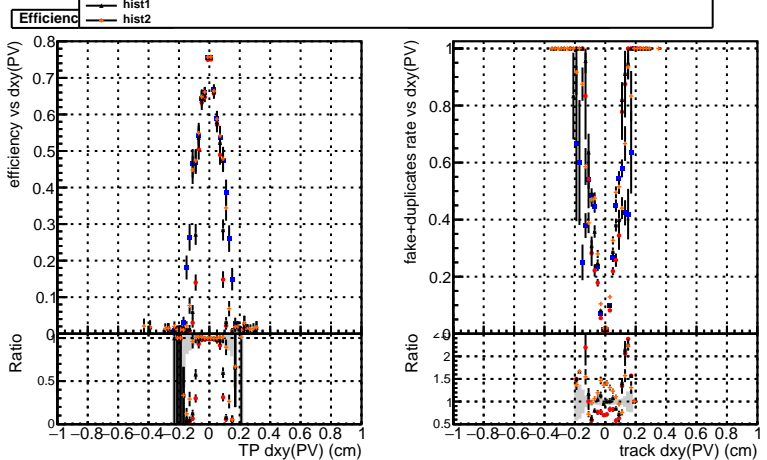 hist1
hist2
Efficienc
efficiency vs dxy(PV)
0.8
0.7
0.6
0.5
0.4
0.3
0.2
0.1
0
Ratio
1
0.5
0
−1 −0.8 −0.6 −0.4 −0.2 0 0.2 0.4 0.6 0.8 1
TP dxy(PV) (cm)
fake+duplicates rate vs dxy(PV)
1
0.8
0.6
0.4
0.2
Ratio
2
1.5
1
0.5
−1 −0.8 −0.6 −0.4 −0.2 0 0.2 0.4 0.6 0.8 1
track dxy(PV) (cm)